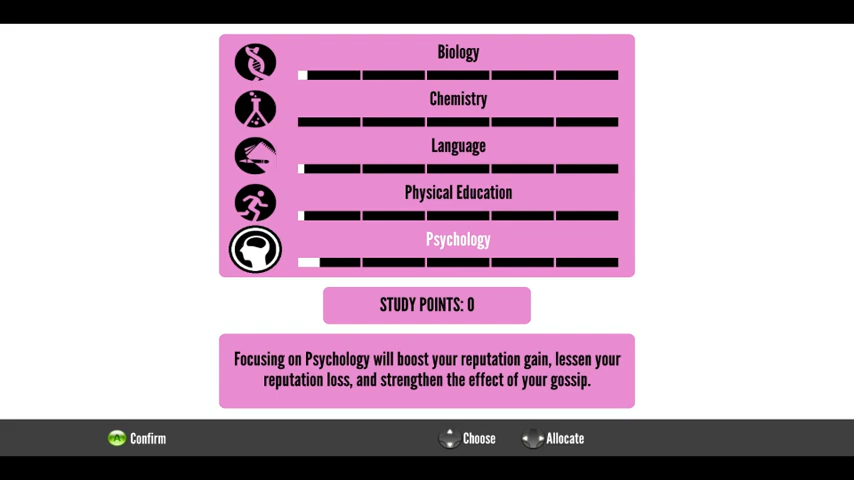 Biology
Chemistry
Language
Physical Education
Psychology
STUDY POINTS: 0
Focusing on Psychology will boost your reputation gain, lessen your
reputation loss, and strengthen the effect of your gossip.
A Confirm
Choose
Allocate